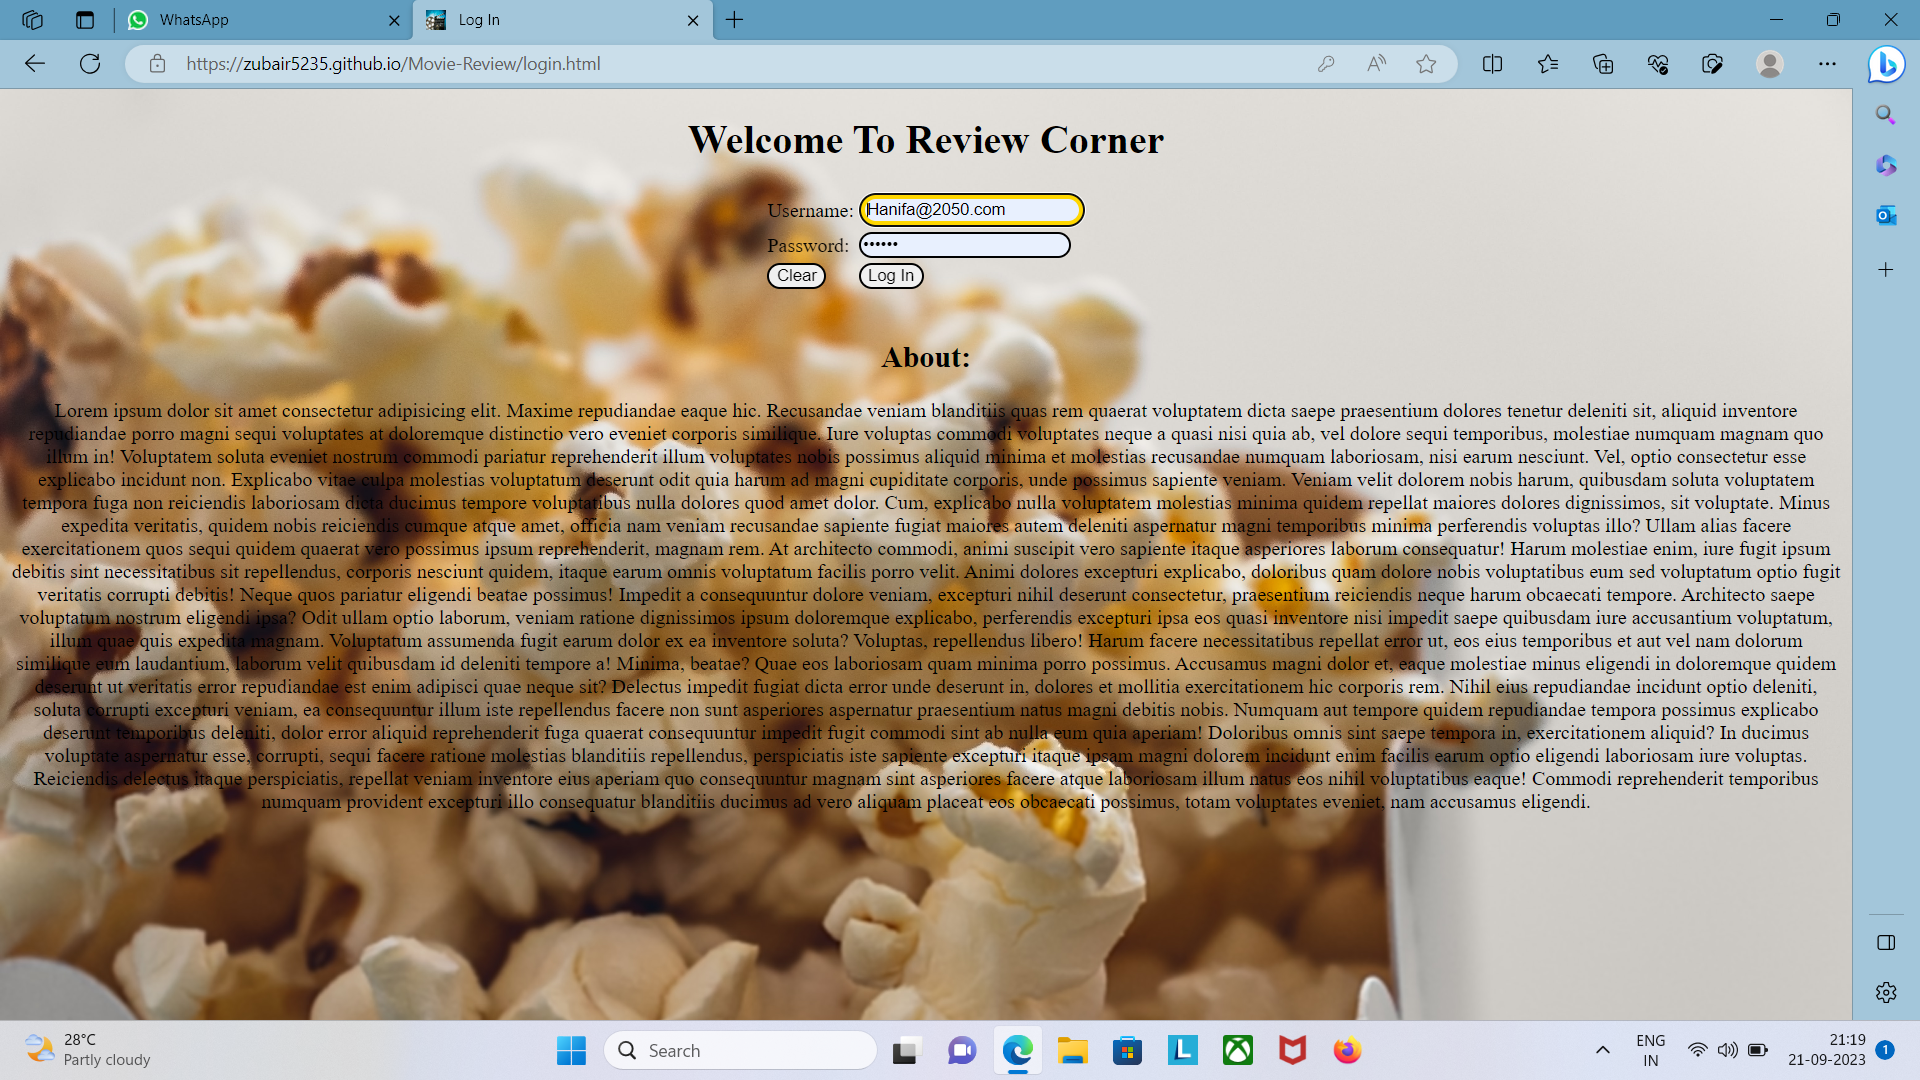 WhatsApp
Log In
https://zubair5235.github.io/Movie-Review/login.html
Welcome To Review Corner
Username: Hanifa@2050.com
Password: ••••••
Clear Log In
About:
Lorem ipsum dolor sit amet consectetur adipisicing elit. Maxime repudiandae eaque hic. Recusandae veniam blanditiis quas rem quaerat voluptatem dicta saepe praesentium dolores tenetur deleniti sit, aliquid inventore
repudiandae porro magni sequi voluptates at doloremque distinctio vero eveniet corporis similique. Iure voluptas commodi voluptates neque a quasi nisi quia ab, vel dolore sequi temporibus, molestiae numquam magnam quo
illum in! Voluptatem soluta eveniet nostrum commodi pariatur reprehenderit illum voluptates nobis possimus aliquid minima et molestias recusandae numquam laboriosam, nisi earum nesciunt. Vel, optio consectetur esse
explicabo incidunt non. Explicabo vitae culpa molestias voluptatum deserunt odit quia harum ad magni cupiditate corporis, unde possimus sapiente veniam. Veniam velit dolorem nobis harum, quibusdam soluta voluptatem
tempora fuga non reiciendis laboriosam dicta ducimus tempore voluptatibus nulla dolores quod amet dolor. Cum, explicabo nulla voluptatem molestias minima quidem repellat maiores dolores dignissimos, sit voluptate. Minus
expedita veritatis, quidem nobis reiciendis cumque atque amet, officia nam veniam recusandae sapiente fugiat maiores autem deleniti aspernatur magni temporibus minima perferendis voluptas illo? Ullam alias facere
exercitationem quos sequi quidem quaerat vero possimus ipsum reprehenderit, magnam rem. At architecto commodi, animi suscipit vero sapiente itaque asperiores laborum consequatur! Harum molestiae enim, iure fugit ipsum
debitis sint necessitatibus sit repellendus, corporis nesciunt quidem, itaque earum omnis voluptatum facilis porro velit. Animi dolores excepturi explicabo, doloribus quam dolore nobis voluptatibus eum sed voluptatum optio fugit
veritatis corrupti debitis! Neque quos pariatur eligendi beatae possimus! Impedit a consequuntur dolore veniam, excepturi nihil deserunt consectetur, praesentium reiciendis neque harum obcaecati tempore. Architecto saepe
voluptatum nostrum eligendi ipsa? Odit ullam optio laborum, veniam ratione dignissimos ipsum doloremque explicabo, perferendis excepturi ipsa eos quasi inventore nisi impedit saepe quibusdam iure accusantium voluptatum,
illum quae quis expedita magnam. Voluptatum assumenda fugit earum dolor ex ea inventore soluta? Voluptas, repellendus libero! Harum facere necessitatibus repellat error ut, eos eius temporibus et aut vel nam dolorum
similique eum laudantium, laborum velit quibusdam id deleniti tempore a! Minima, beatae? Quae eos laboriosam quam minima porro possimus. Accusamus magni dolor et, eaque molestiae minus eligendi in doloremque quidem
deserunt ut veritatis error repudiandae est enim adipisci quae neque sit? Delectus impedit fugiat dicta error unde deserunt in, dolores et mollitia exercitationem hic corporis rem. Nihil eius repudiandae incidunt optio deleniti,
soluta corrupti excepturi veniam, ea consequuntur illum iste repellendus facere non sunt asperiores aspernatur praesentium natus magni debitis nobis. Numquam aut tempore quidem repudiandae tempora possimus explicabo
deserunt temporibus deleniti, dolor error aliquid reprehenderit fuga quaerat consequuntur impedit fugit commodi sint ab nulla eum quia aperiam! Doloribus omnis sint saepe tempora in, exercitationem aliquid? In ducimus
voluptate aspernatur esse, corrupti, sequi facere ratione molestias blanditiis repellendus, perspiciatis iste sapiente excepturi itaque ipsam magni dolorem incidunt enim facilis earum optio eligendi laboriosam iure voluptas.
Reiciendis delectus itaque perspiciatis, repellat veniam inventore eius aperiam quo consequuntur magnam sint asperiores facere atque laboriosam illum natus eos nihil voluptatibus eaque! Commodi reprehenderit temporibus
numquam provident excepturi illo consequatur blanditiis ducimus ad vero aliquam placeat eos obcaecati possimus, totam voluptates eveniet, nam accusamus eligendi.
28°C
Partly cloudy
Search
ENG
IN
21:19
21-09-2023
1